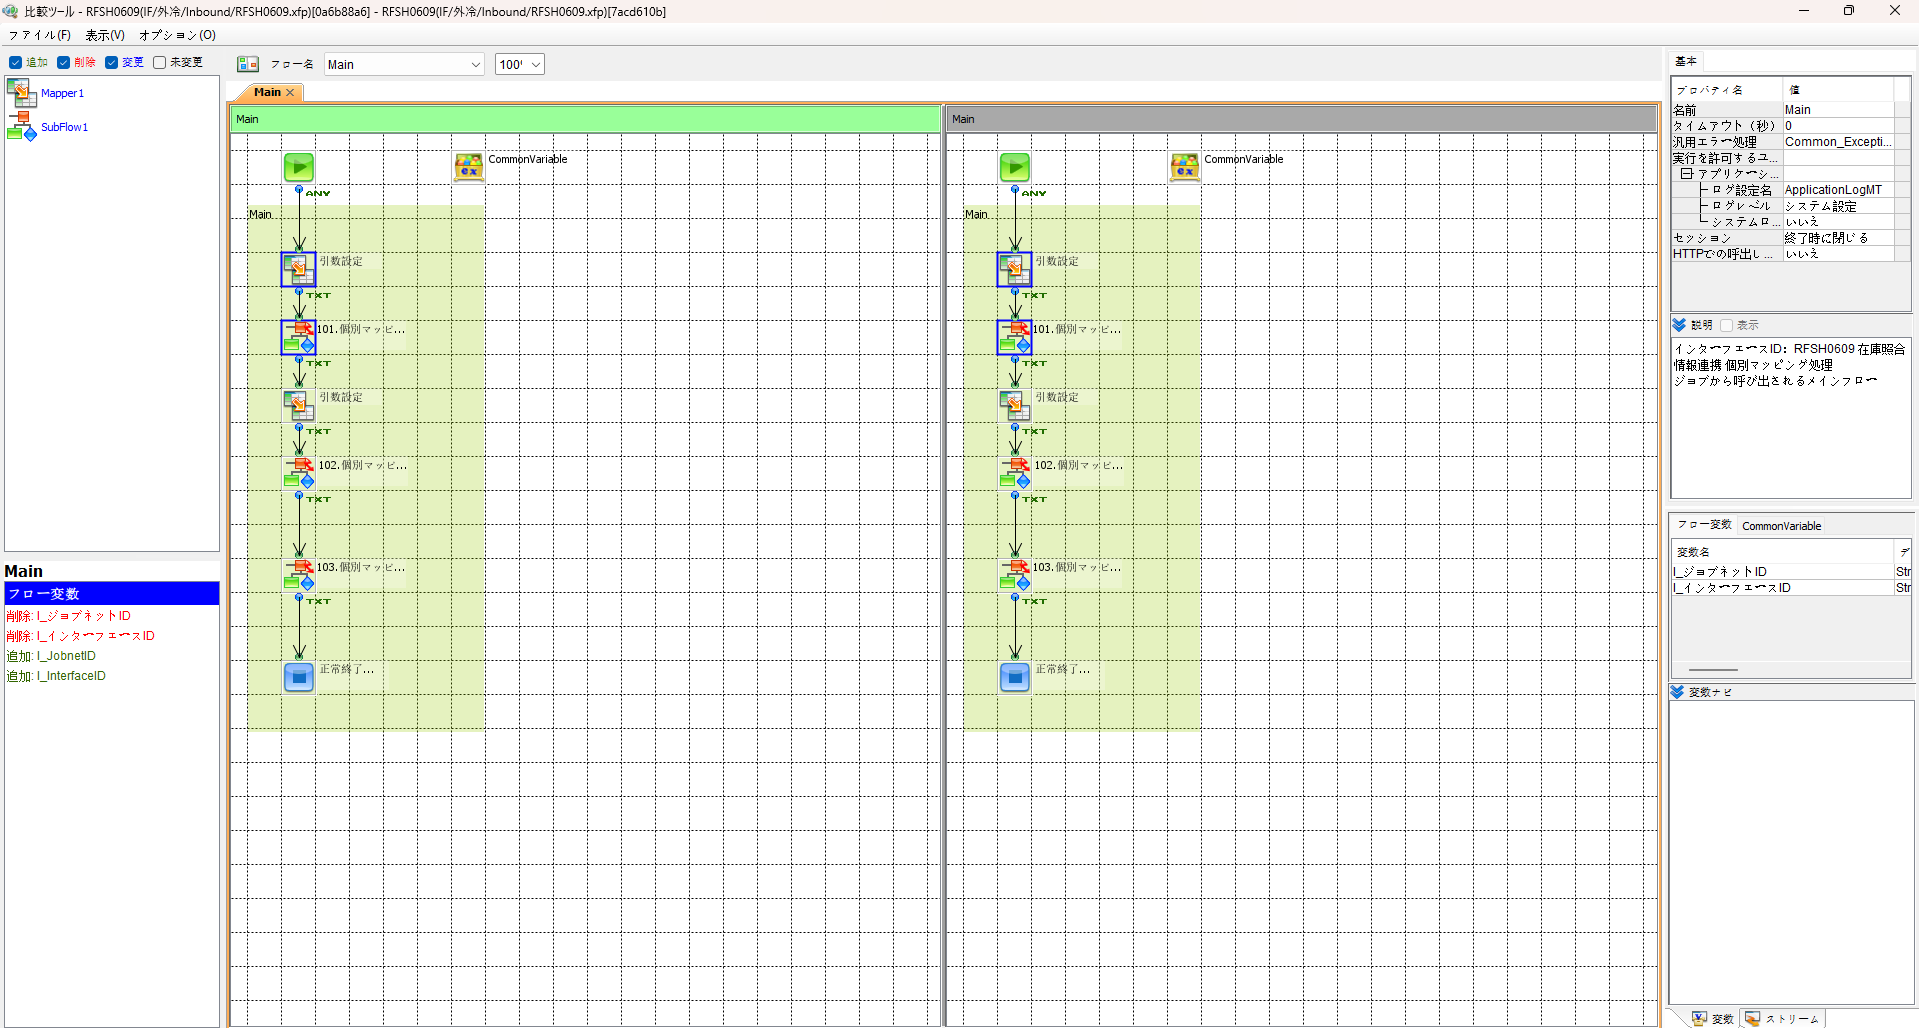 比較ツール - RFSH0609(IF/外冷/Inbound/RFSH0609.xfp)[0a6b88a6] - RFSH0609(IF/外冷/Inbound/RFSH0609.xfp)[7acd610b]
ファイル(F) 表示(V) オプション(O)
追加 削除 変更 未変更
フロー名 Main 100
Mapper1
SubFlow1
Main
フロー変数
削除: I_ジョブネットID
削除: I_インターフェースID
追加: I_JobnetID
追加: I_InterfaceID
Main
Main
CommonVariable
ANY
Main
引数設定
TXT
101.個別マッピ...
TXT
引数設定
TXT
102.個別マッピ...
TXT
103.個別マッピ...
TXT
正常終了...
Main
CommonVariable
ANY
Main
引数設定
TXT
101.個別マッピ...
TXT
引数設定
TXT
102.個別マッピ...
TXT
103.個別マッピ...
TXT
正常終了...
基本
プロパティ名 値
名前 Main
タイムアウト（秒） 0
汎用エラー処理 Common_Excepti...
実行を許可するユ...
アプリケーシ...
ログ設定名 ApplicationLogMT
ログレベル システム設定
システムロ... いいえ
セッション 終了時に閉じる
HTTPでの呼出し... いいえ
説明 表示
インターフェースID：RFSH0609 在庫照合
情報連携 個別マッピング処理
ジョブから呼び出されるメインフロー
フロー変数 CommonVariable
変数名 デ
I_ジョブネットID Str
I_インターフェースID Str
変数ナビ
変数 ストリーム